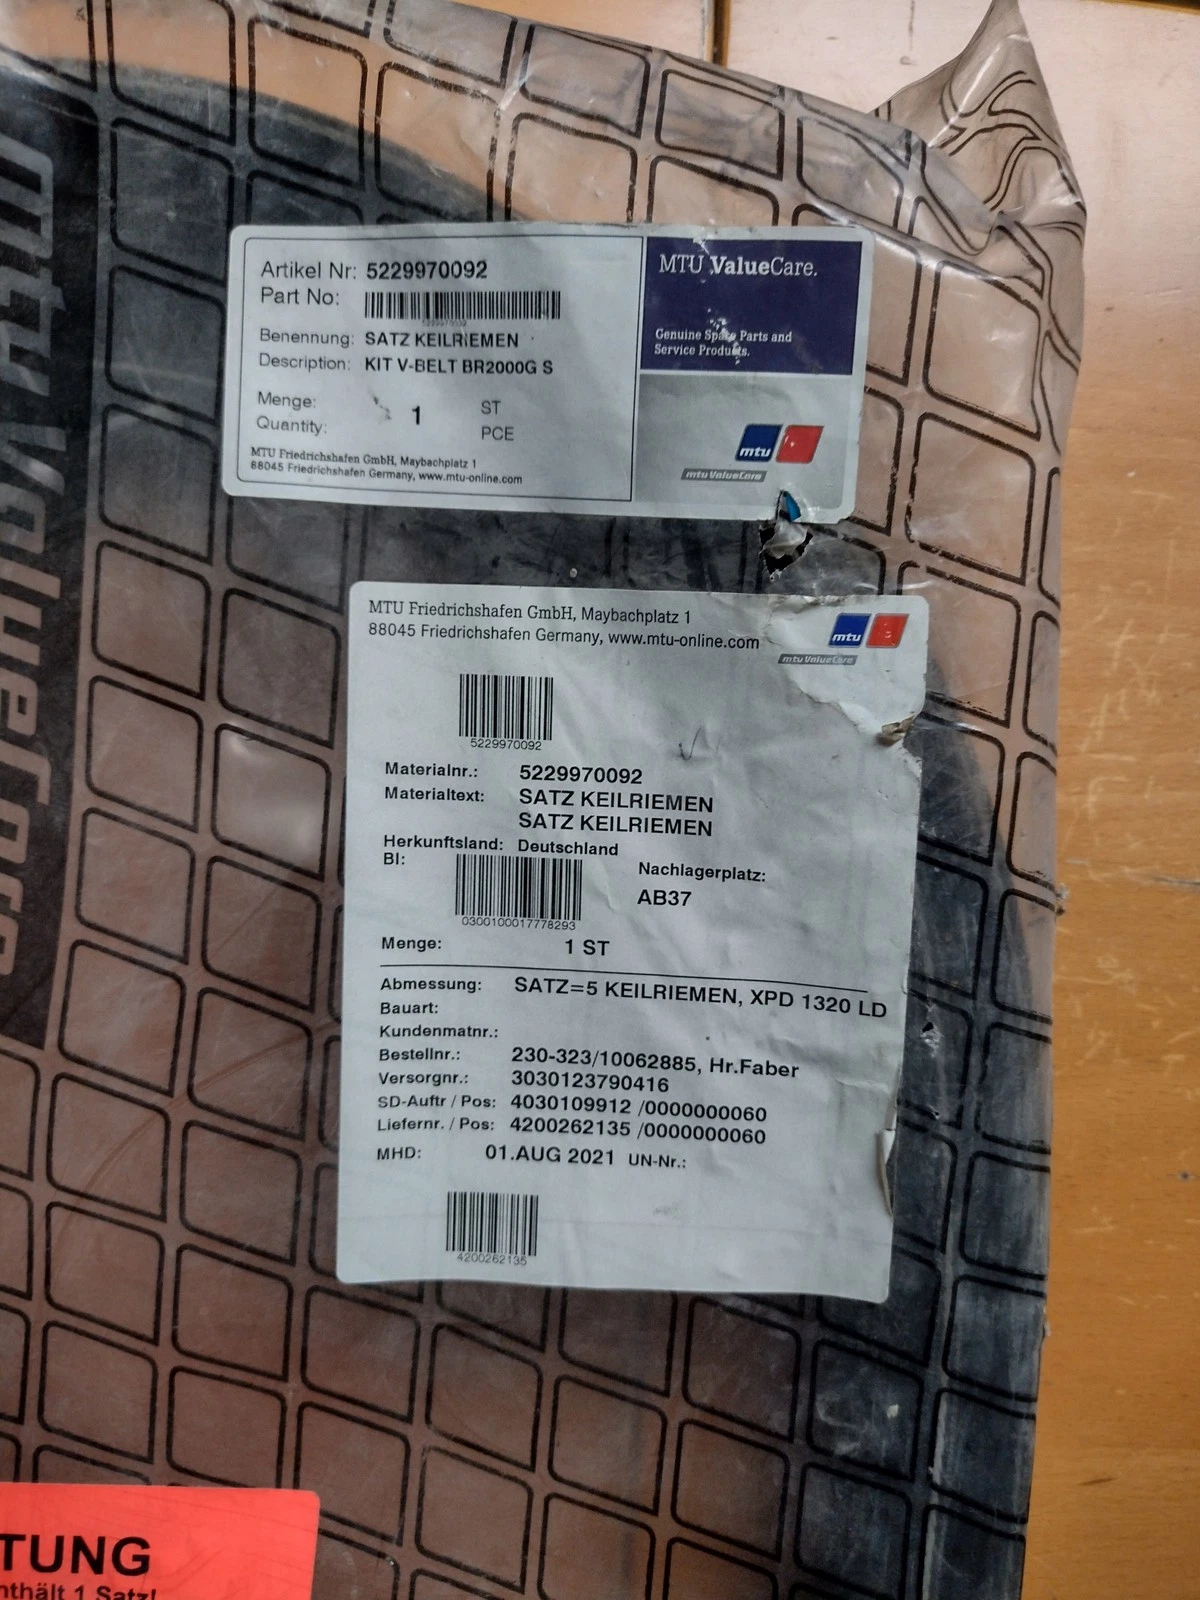 mtu valuecare
Artikel Nr: 5229970092
Part No:
5229970092
Benennung: SATZ KEILRIEMEN
Description: KIT V-BELT BR2000G S
Menge: 1 ST
Quantity: PCE
MTU Friedrichshafen GmbH, Maybachplatz 1
88045 Friedrichshafen Germany, www.mtu-online.com
MTU ValueCare.
Genuine Spare Parts and
Service Products.
mtu
mtu ValueCare
MTU Friedrichshafen GmbH, Maybachplatz 1
88045 Friedrichshafen Germany, www.mtu-online.com
mtu
mtu ValueCare
5229970092
Materialnr.: 5229970092
Materialtext: SATZ KEILRIEMEN
SATZ KEILRIEMEN
Herkunftsland: Deutschland
BI:
0300100017778293
Nachlagerplatz:
AB37
Menge: 1 ST
Abmessung: SATZ=5 KEILRIEMEN, XPD 1320 LD
Bauart:
Kundenmatnr.:
Bestellnr.: 230-323/10062885, Hr.Faber
Versorgnr.: 3030123790416
SD-Auftr / Pos: 4030109912 /0000000060
Liefernr. / Pos: 4200262135 /0000000060
MHD: 01.AUG 2021 UN-Nr.:
4200262135
TUNG
nthält 1 Satz!